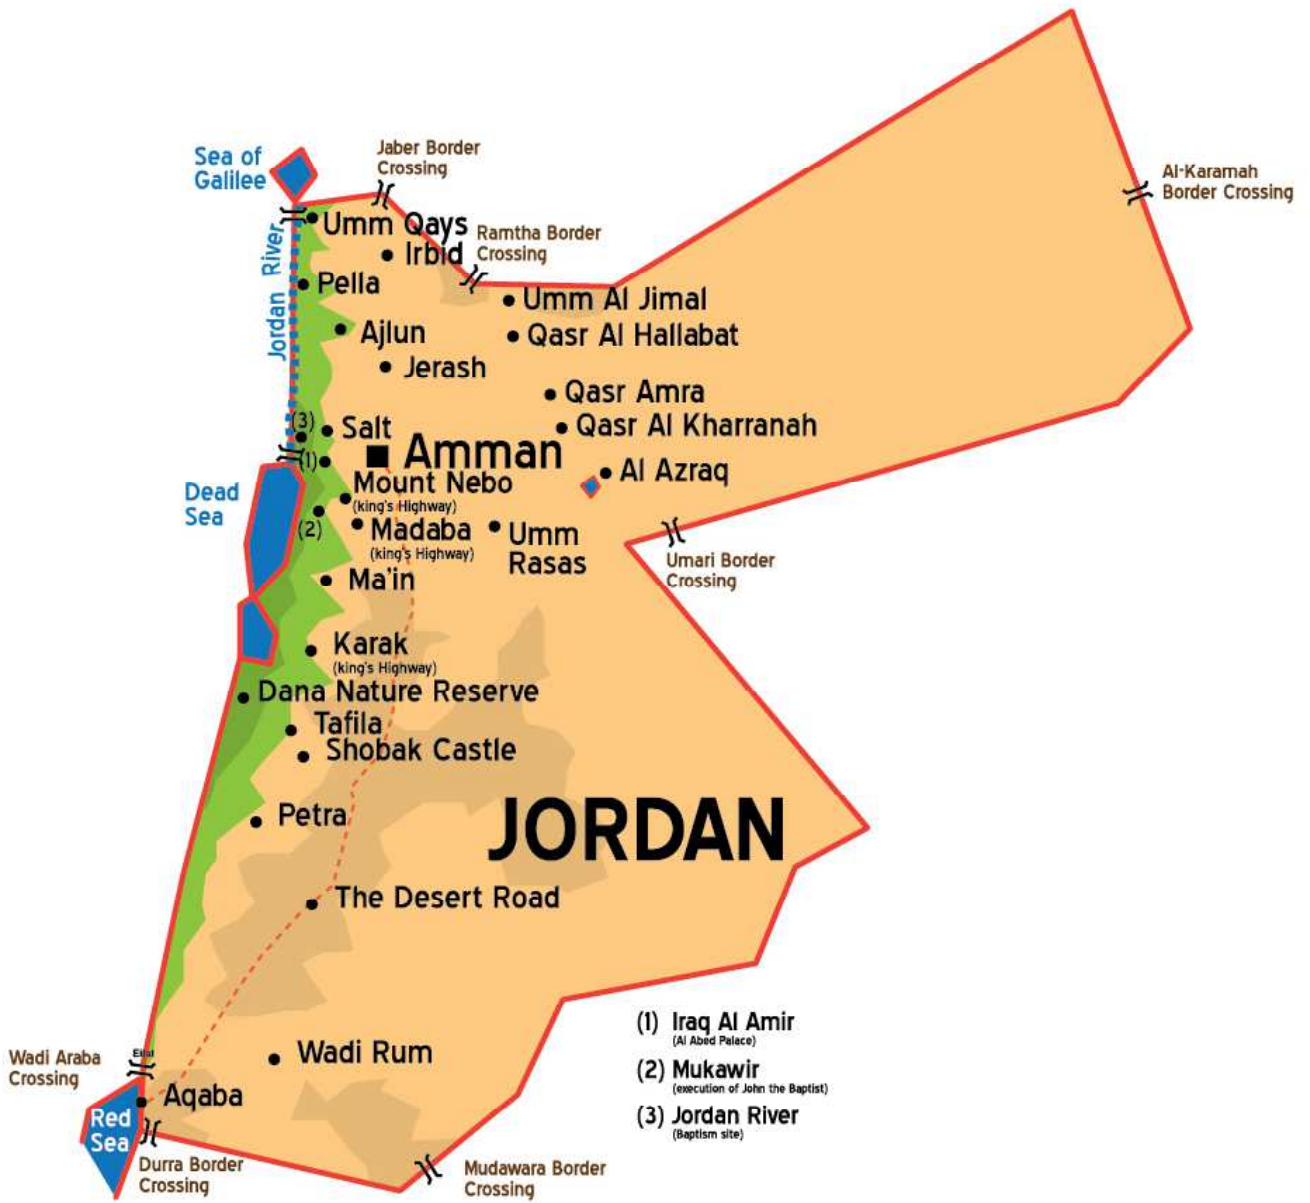 Jaber Border
Crossing
Sea of
Galilee
Al-Karamah
Border Crossing
Umm Qays
Ramtha Border
Crossing
Irbid
Jordan River
Pella
Umm Al Jimal
Ajlun
Qasr Al Hallabat
Jerash
Qasr Amra
(3)
Salt
Qasr Al Kharranah
(1)
Amman
Al Azraq
Dead
Sea
Mount Nebo
(king's Highway)
(2)
Madaba
(king's Highway)
Umm
Rasas
Umari Border
Crossing
Ma'in
Karak
(king's Highway)
Dana Nature Reserve
Tafila
Shobak Castle
Petra
JORDAN
The Desert Road
(1) Iraq Al Amir
(Al Abed Palace)
Wadi Araba
Crossing
Wadi Rum
(2) Mukawir
(execution of John the Baptist)
Aqaba
Red
Sea
(3) Jordan River
(Baptism site)
Durra Border
Crossing
Mudawara Border
Crossing